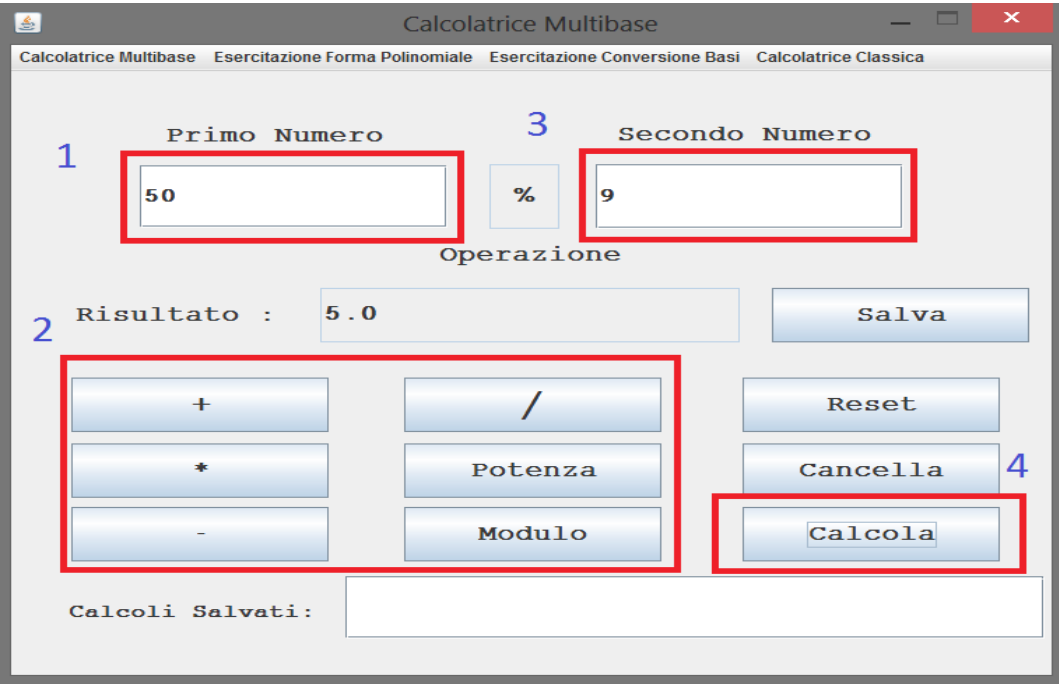 Calcolatrice Multibase
Calcolatrice Multibase Esercitazione Forma Polinomiale Esercitazione Conversione Basi Calcolatrice Classica
1 Primo Numero 3 Secondo Numero
50 % 9
Operazione
2 Risultato : 5.0 Salva
+ / Reset
* Potenza Cancella 4
- Modulo Calcola
Calcoli Salvati: